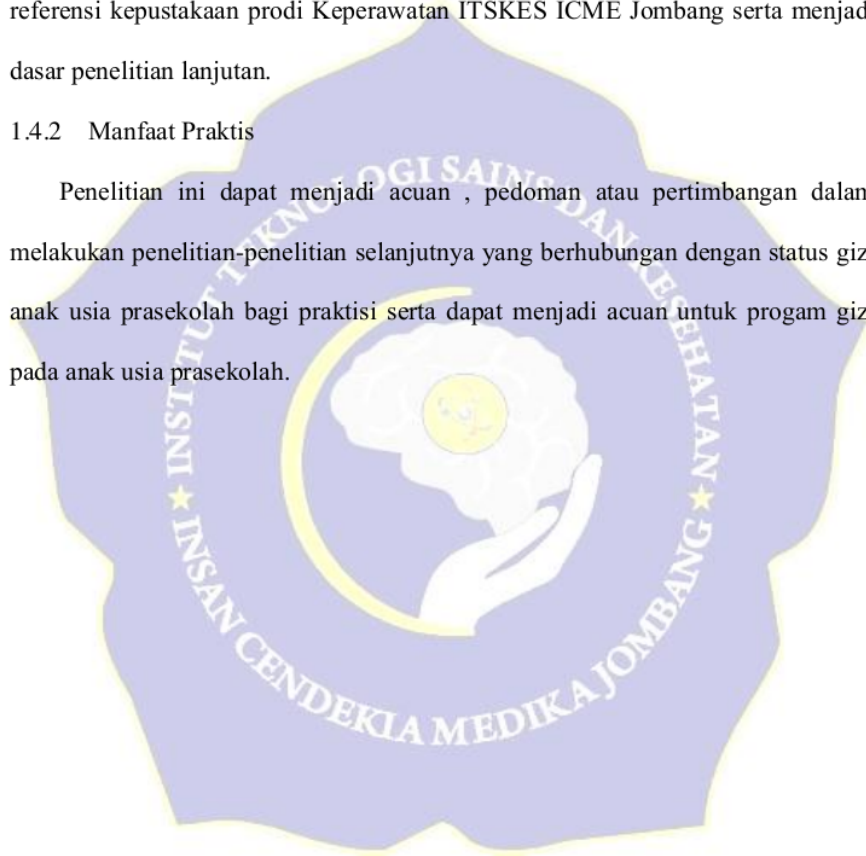 referensi kepustakaan prodi Keperawatan ITSKES ICME Jombang serta menjad
dasar penelitian lanjutan.
1.4.2 Manfaat Praktis
Penelitian ini dapat menjadi acuan , pedoman atau pertimbangan dalam
melakukan penelitian-penelitian selanjutnya yang berhubungan dengan status giz
anak usia prasekolah bagi praktisi serta dapat menjadi acuan untuk progam giz
pada anak usia prasekolah.
INSTITUT TEKNOLOGI SAINS DAN KESEHATAN
INSAN CENDEKIA MEDIKA JOMBANG